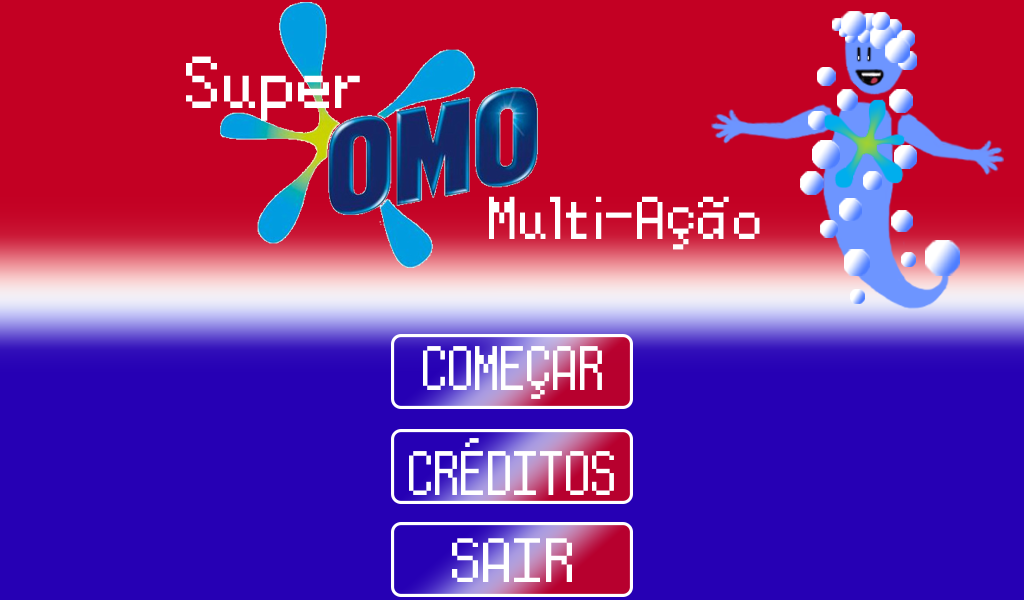 Super
OMO
Multi-Ação
COMEÇAR
CRÉDITOS
SAIR